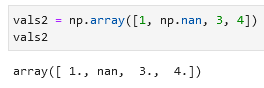 vals2 = np.array([1, np.nan, 3, 4])
vals2
array([ 1., nan,  3.,  4.])